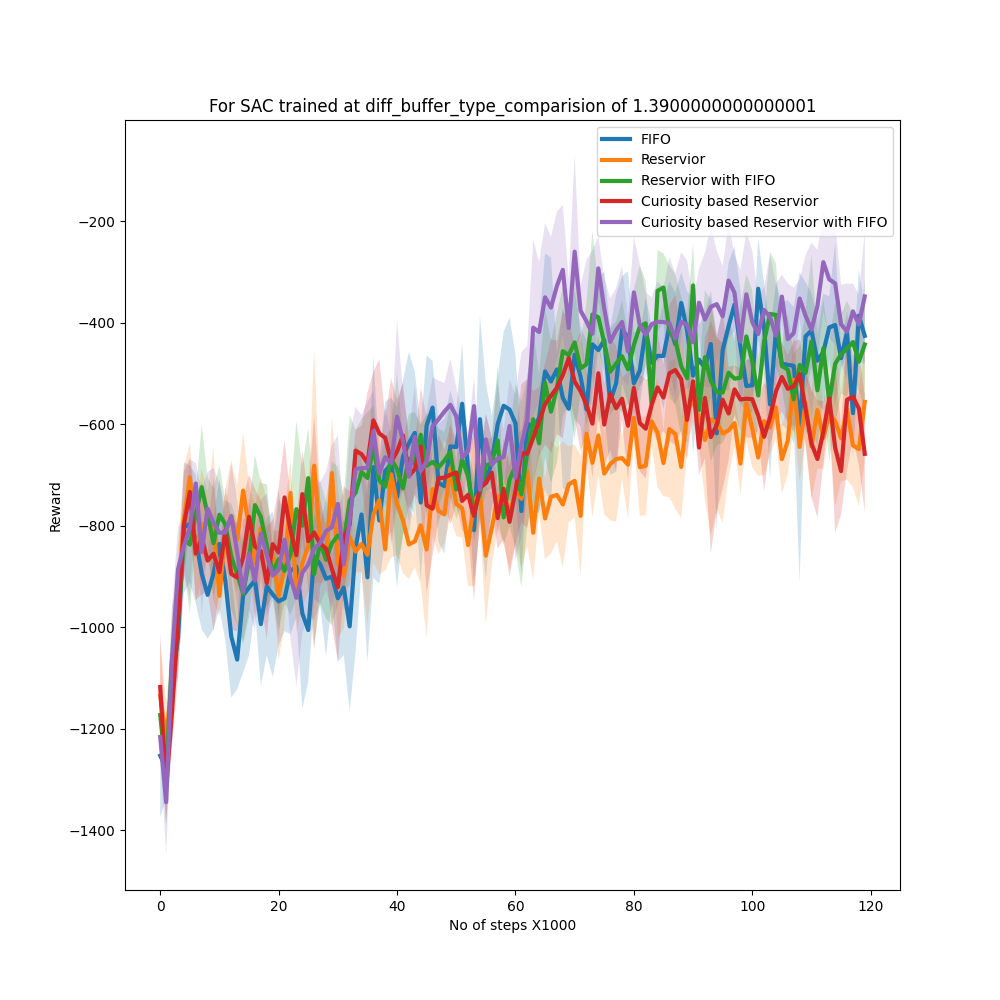 For SAC trained at diff_buffer_type_comparision of 1.3900000000000001
FIFO
Reservior
Reservior with FIFO
Curiosity based Reservior
Curiosity based Reservior with FIFO
−200
−400
−600
−800
−1000
−1200
−1400
Reward
0 20 40 60 80 100 120
No of steps X1000